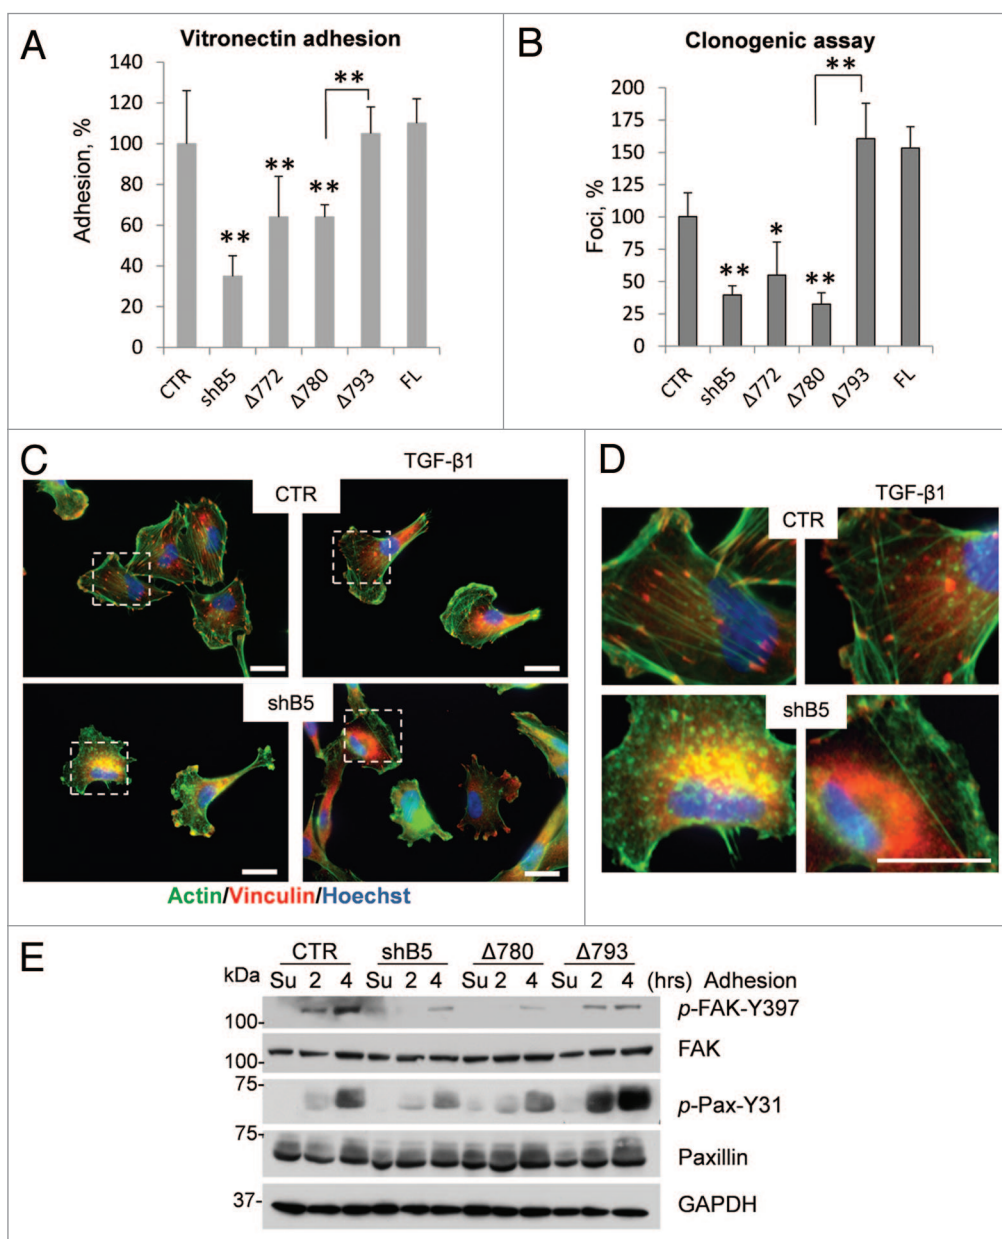 A
Vitronectin adhesion
Adhesion, %
140
120
100
80
60
40
20
0
**
**
**
**
CTR
shB5
Δ772
Δ780
Δ793
FL
B
Clonogenic assay
Foci, %
200
175
150
125
100
75
50
25
0
**
*
**
**
CTR
shB5
Δ772
Δ780
Δ793
FL
C
TGF-β1
CTR
shB5
Actin/Vinculin/Hoechst
D
TGF-β1
CTR
shB5
E
CTR shB5 Δ780 Δ793
kDa Su 2 4 Su 2 4 Su 2 4 Su 2 4 (hrs) Adhesion
100- p-FAK-Y397
100- FAK
75- p-Pax-Y31
75- Paxillin
37- GAPDH